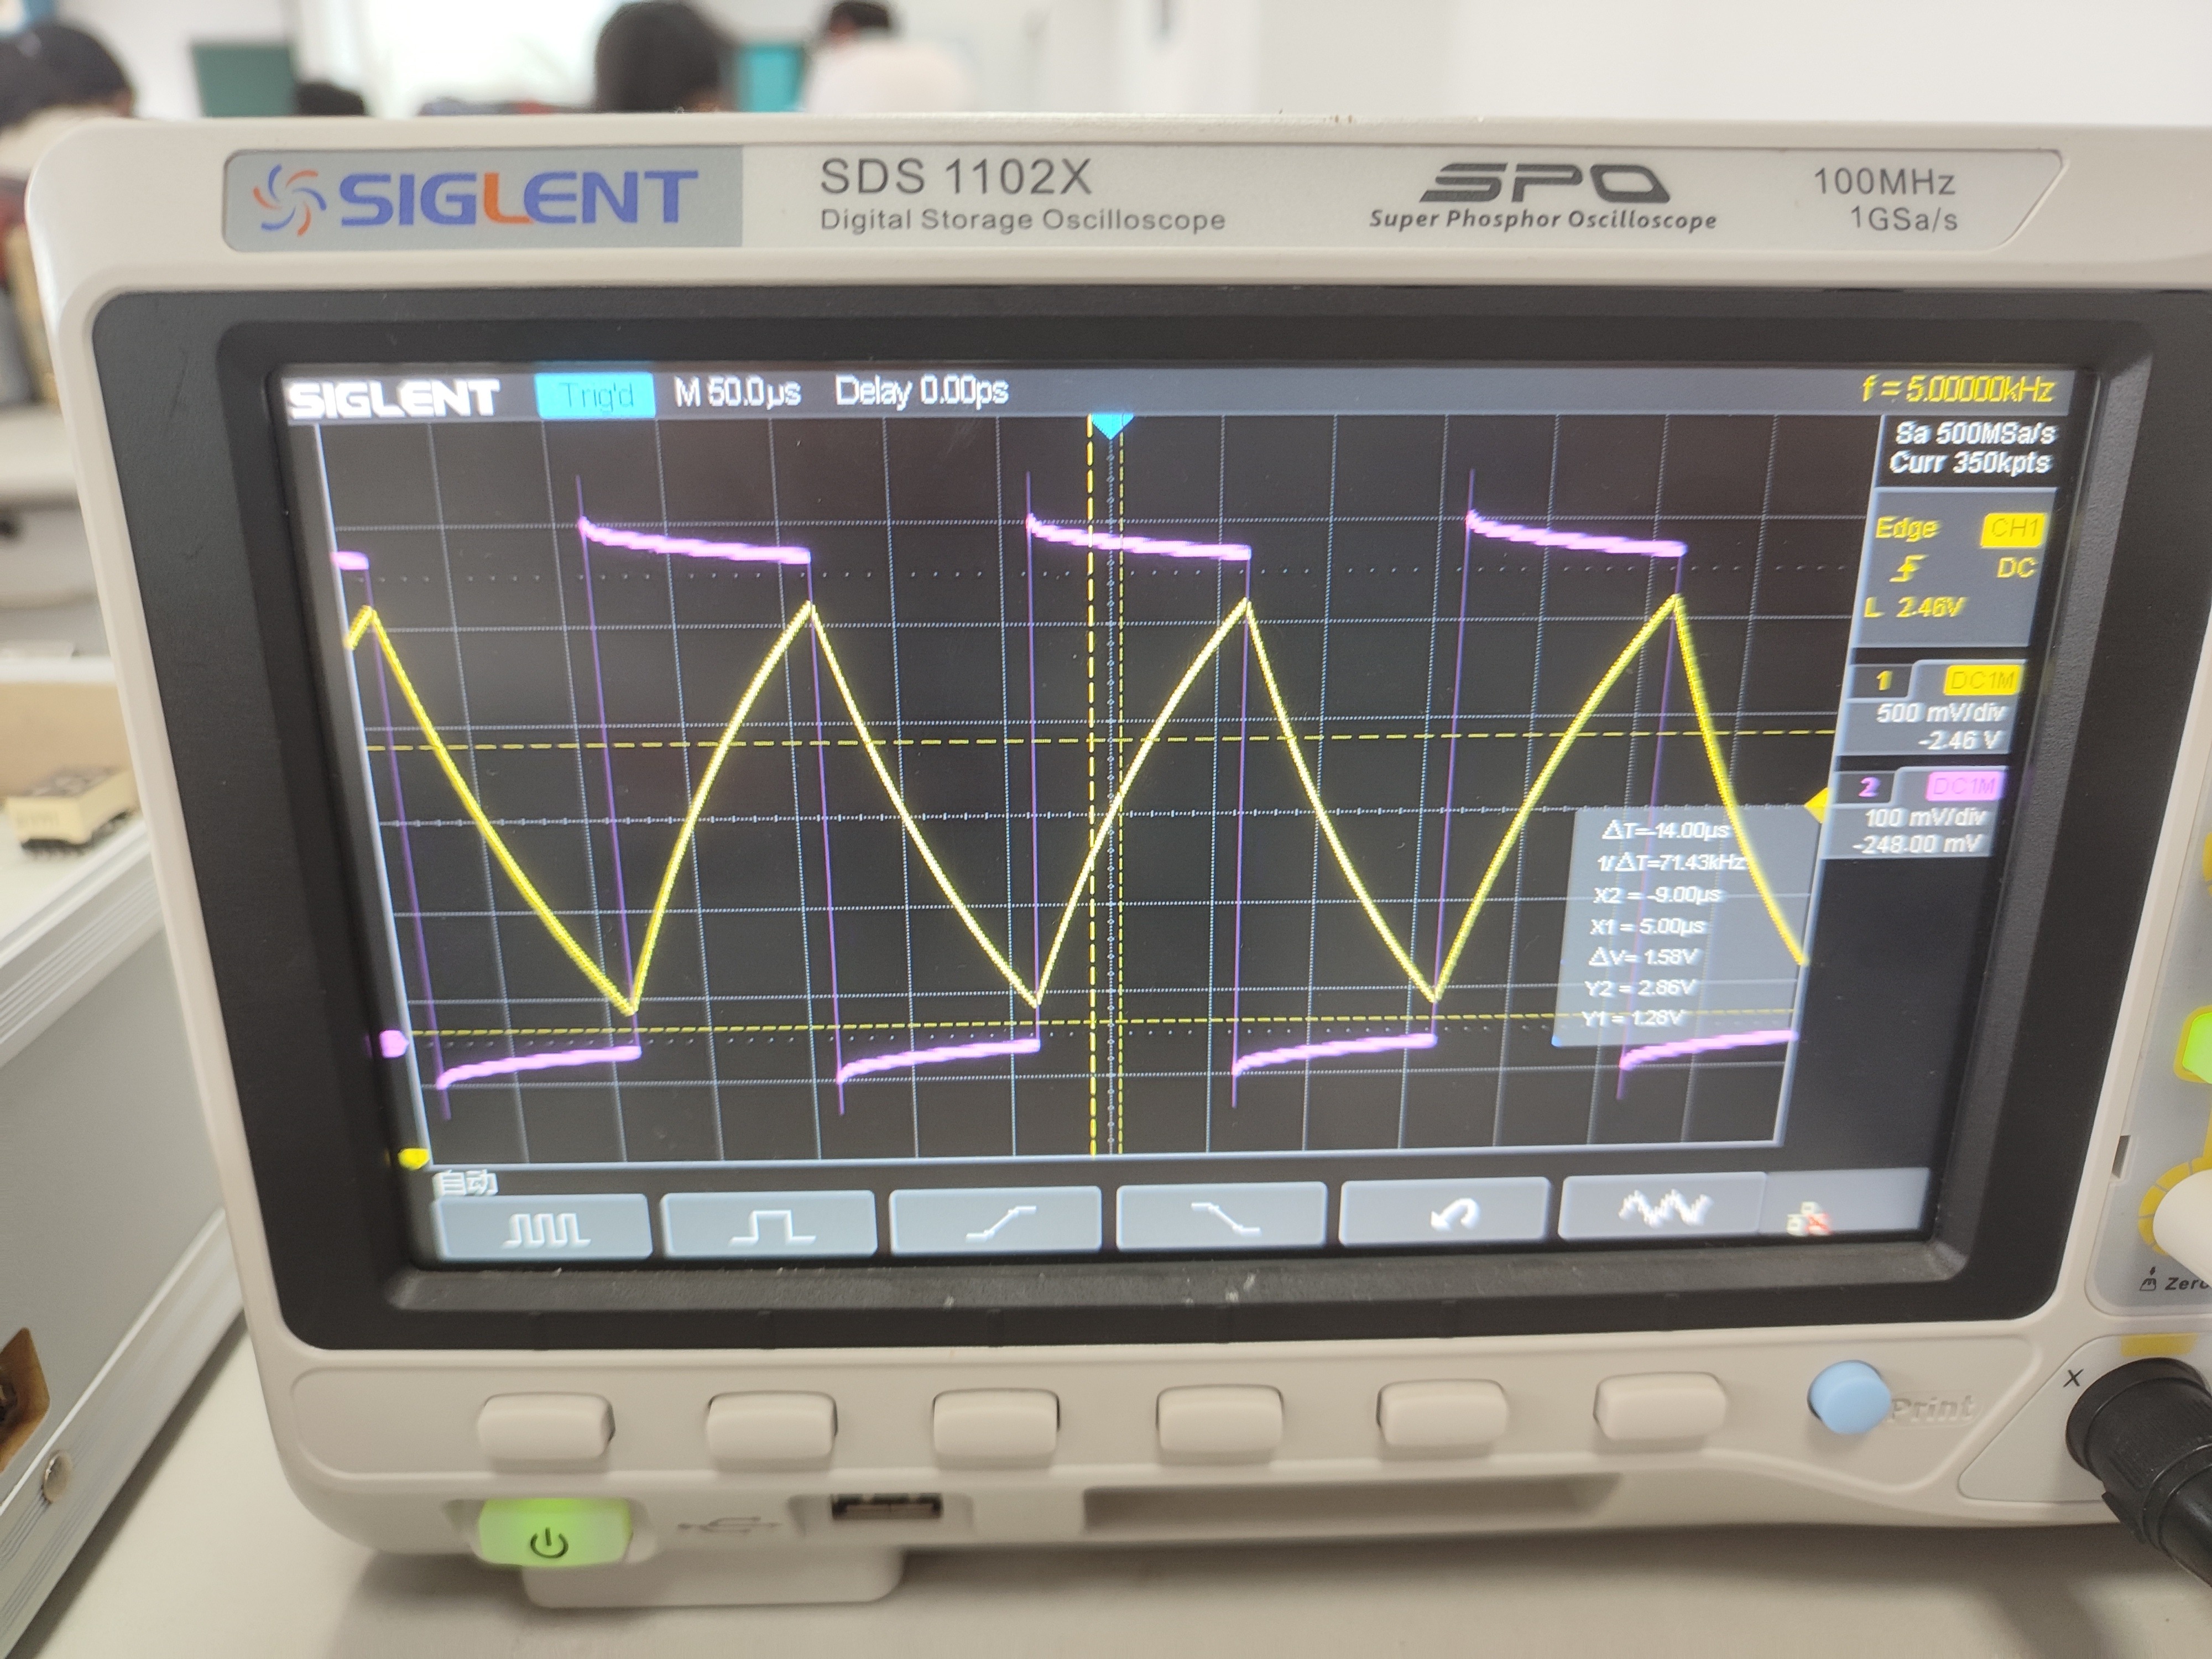 SIGLENT
SDS 1102X
Digital Storage Oscilloscope
SPO
Super Phosphor Oscilloscope
100MHz
1GSa/s
SIGLENT Trig'd M 50.0µs Delay 0.00ps f = 5.00000kHz
Sa 500MSa/s
Curr 350kpts
Edge CH1
DC
L 2.46V
1 DC1M
500 mV/div
-2.46 V
2 DC1M
100 mV/div
-248.00 mV
ΔT=-14.00µs
1/ΔT=71.43kHz
X2 = -9.00µs
X1 = 5.00µs
ΔV= 1.58V
Y2 = 2.86V
Y1 = 1.28V
自动
Print
X